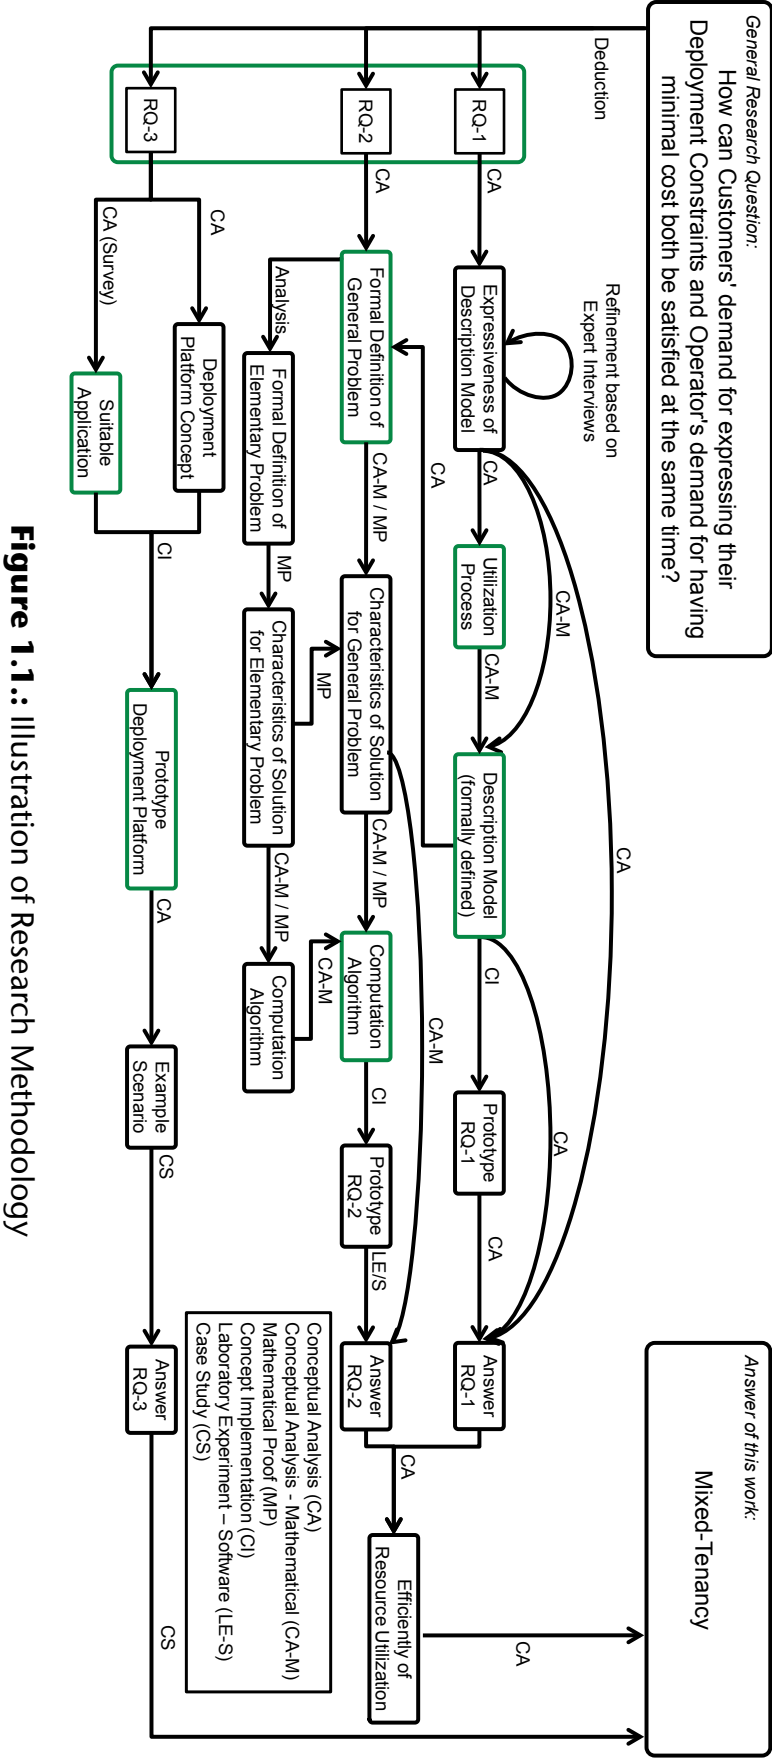 General Research Question:
How can Customers' demand for expressing their
Deployment Constraints and Operator's demand for having
minimal cost both be satisfied at the same time?
Answer of this work:
Mixed-Tenancy
Deduction
RQ-1
CA
Expressiveness of
Description Model
Refinement based on
Expert Interviews
CA
Utilization
Process
CA-M
CA-M
Description Model
(formally defined)
CA
CI
Prototype
RQ-1
CA
CA
Answer
RQ-1
RQ-2
CA
Formal Definition of
General Problem
CA
CA-M / MP
Characteristics of Solution
for General Problem
CA-M / MP
Computation
Algorithm
CA-M
CI
Prototype
RQ-2
LE/S
Answer
RQ-2
CA
Efficiently of
Resource Utilization
CA
Analysis
Formal Definition of
Elementary Problem
MP
Characteristics of Solution
for Elementary Problem
MP
CA-M / MP
Computation
Algorithm
CA-M
RQ-3
CA
Deployment
Platform Concept
CA (Survey)
Suitable
Application
CI
Prototype
Deployment Platform
CA
Example
Scenario
CS
Answer
RQ-3
CS
Conceptual Analysis (CA)
Conceptual Analysis - Mathematical (CA-M)
Mathematical Proof (MP)
Concept Implementation (CI)
Laboratory Experiment – Software (LE-S)
Case Study (CS)
Figure 1.1.: Illustration of Research Methodology